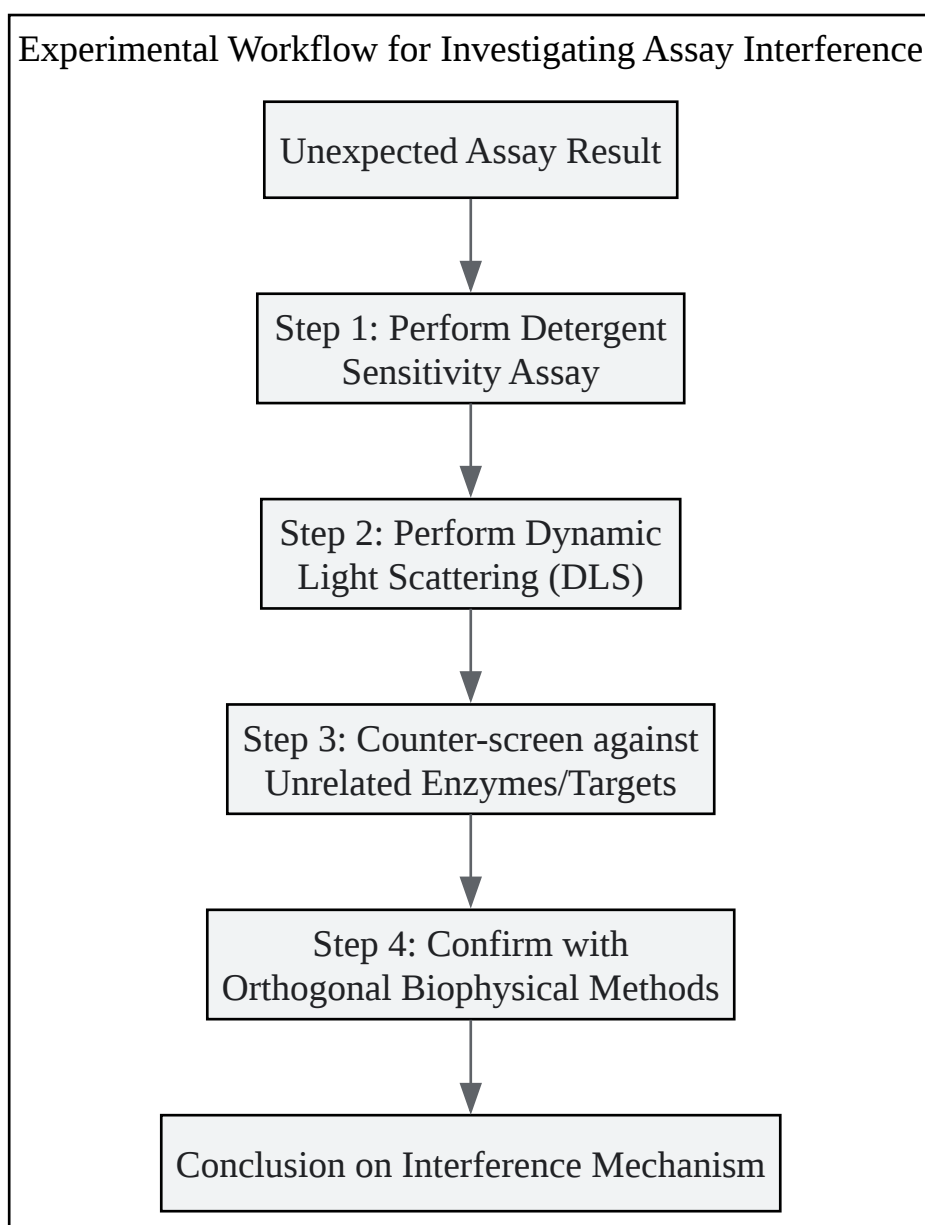 Experimental Workflow for Investigating Assay Interference
Unexpected Assay Result
Step 1: Perform Detergent
Sensitivity Assay
Step 2: Perform Dynamic
Light Scattering (DLS)
Step 3: Counter-screen against
Unrelated Enzymes/Targets
Step 4: Confirm with
Orthogonal Biophysical Methods
Conclusion on Interference Mechanism